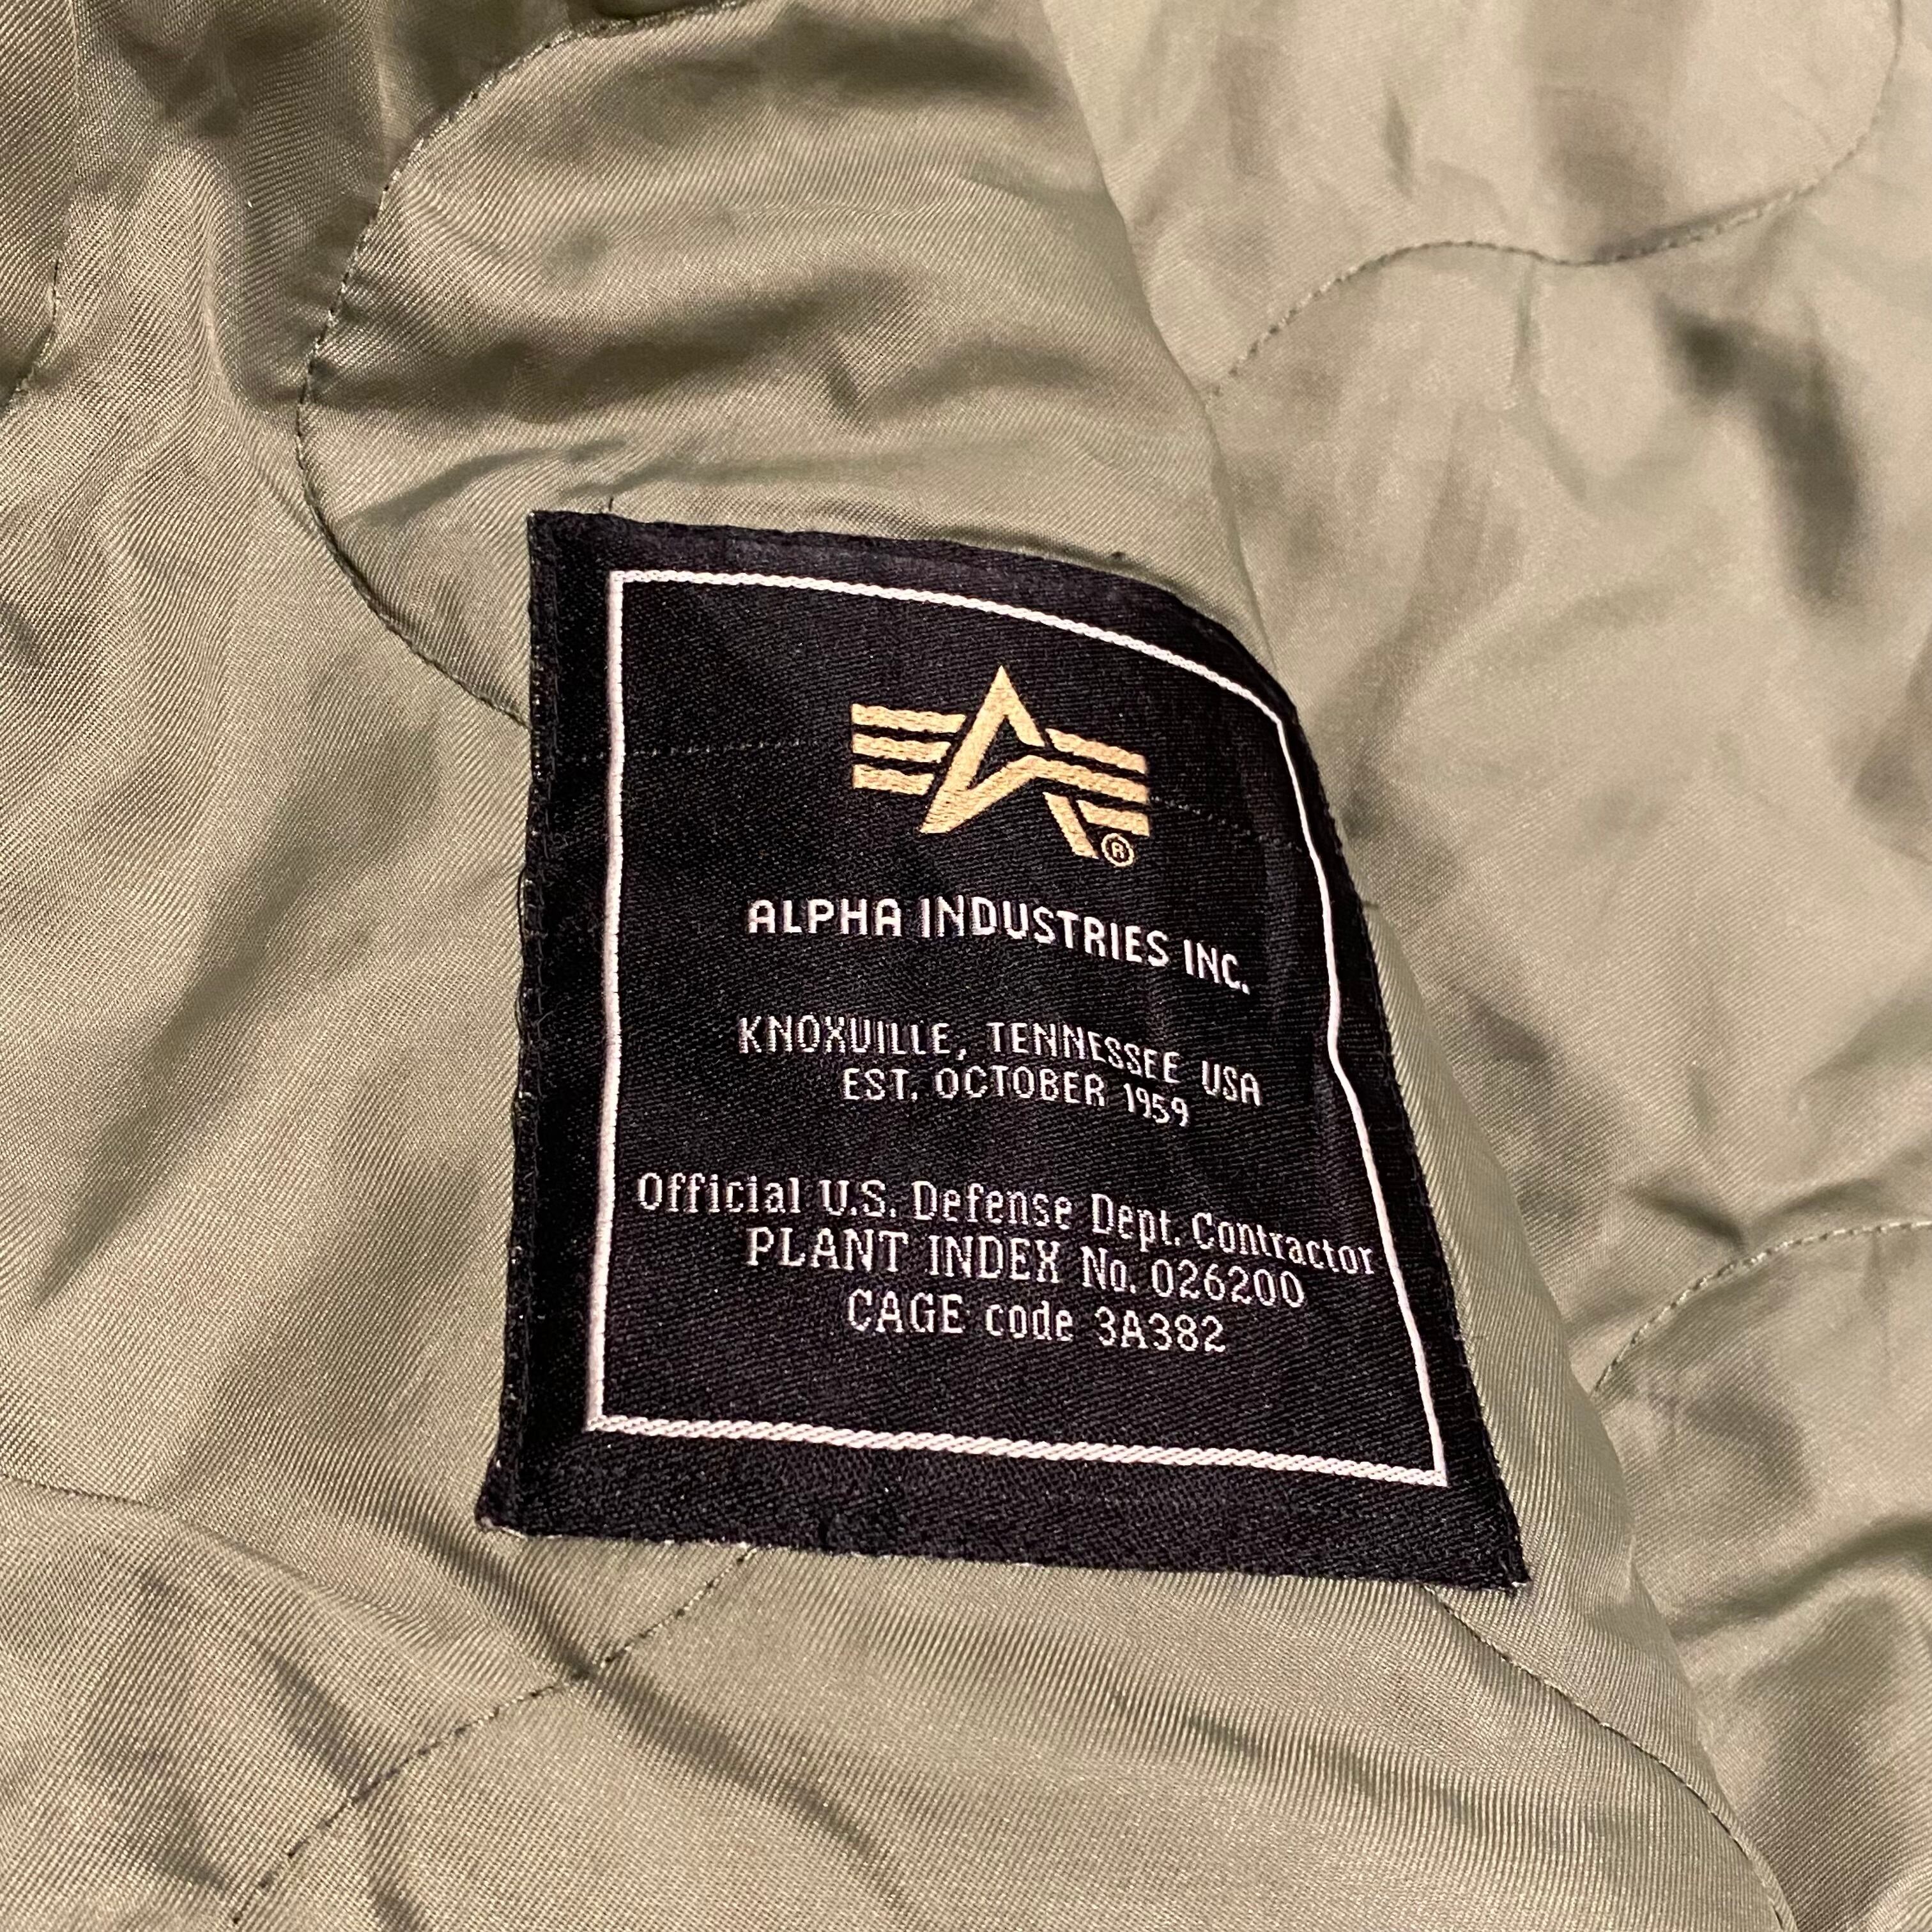 ®
ALPHA INDUSTRIES INC.
KNOXVILLE, TENNESSEE USA
EST. OCTOBER 1959
Official U.S. Defense Dept. Contractor
PLANT INDEX No. 026200
CAGE code 3A382